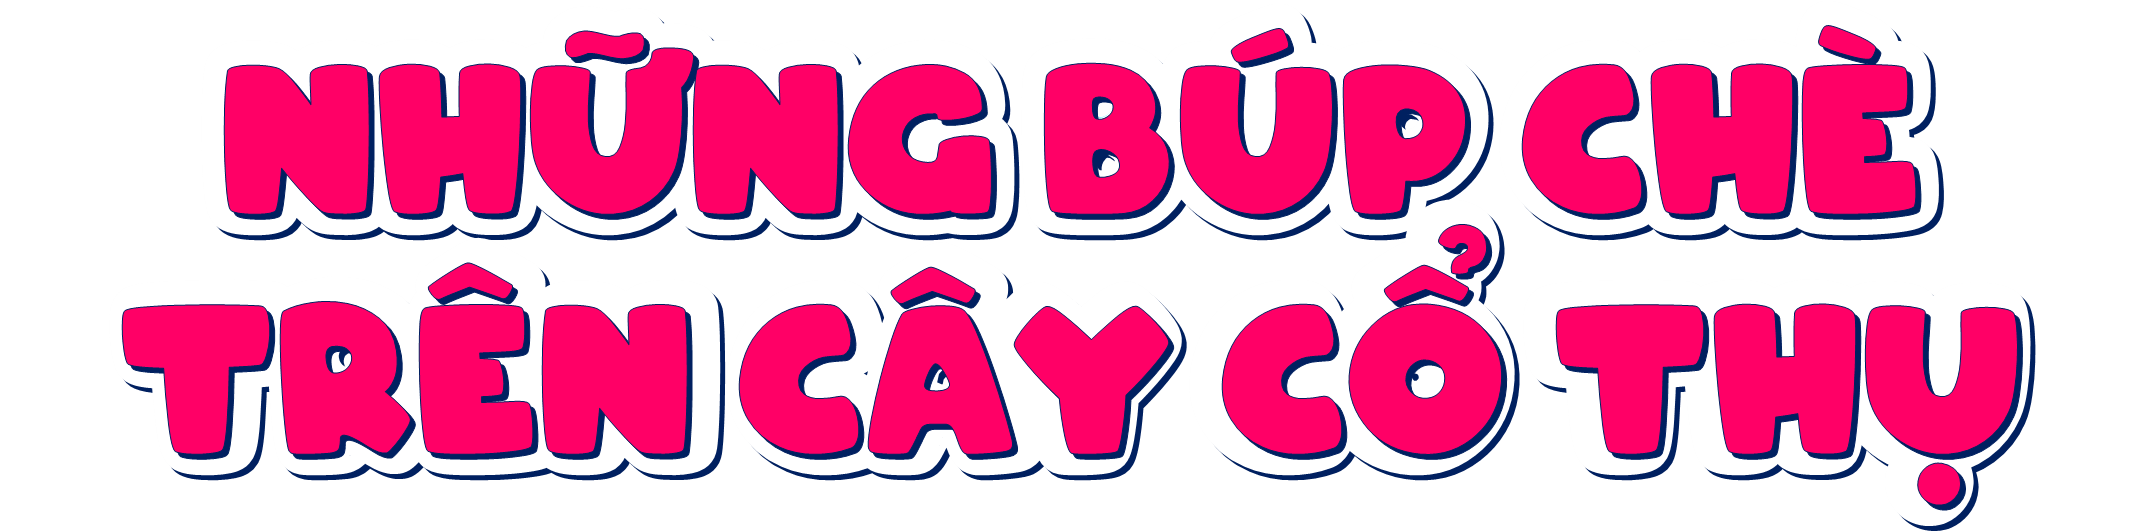 NHỮNG BÚP CHÈ
TRÊN CÂY CỔ THỤ